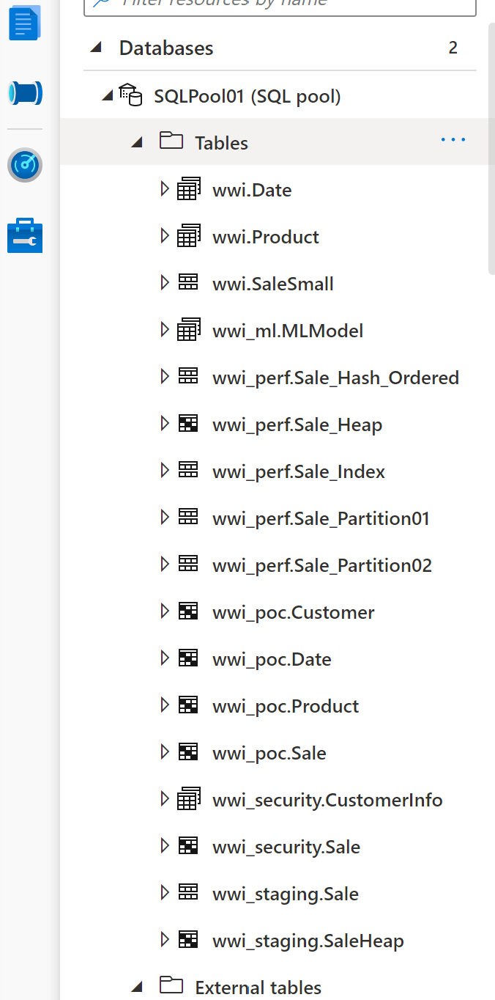 Filter resources by name
Databases 2
SQLPool01 (SQL pool)
Tables ...
wwi.Date
wwi.Product
wwi.SaleSmall
wwi_ml.MLModel
wwi_perf.Sale_Hash_Ordered
wwi_perf.Sale_Heap
wwi_perf.Sale_Index
wwi_perf.Sale_Partition01
wwi_perf.Sale_Partition02
wwi_poc.Customer
wwi_poc.Date
wwi_poc.Product
wwi_poc.Sale
wwi_security.CustomerInfo
wwi_security.Sale
wwi_staging.Sale
wwi_staging.SaleHeap
External tables